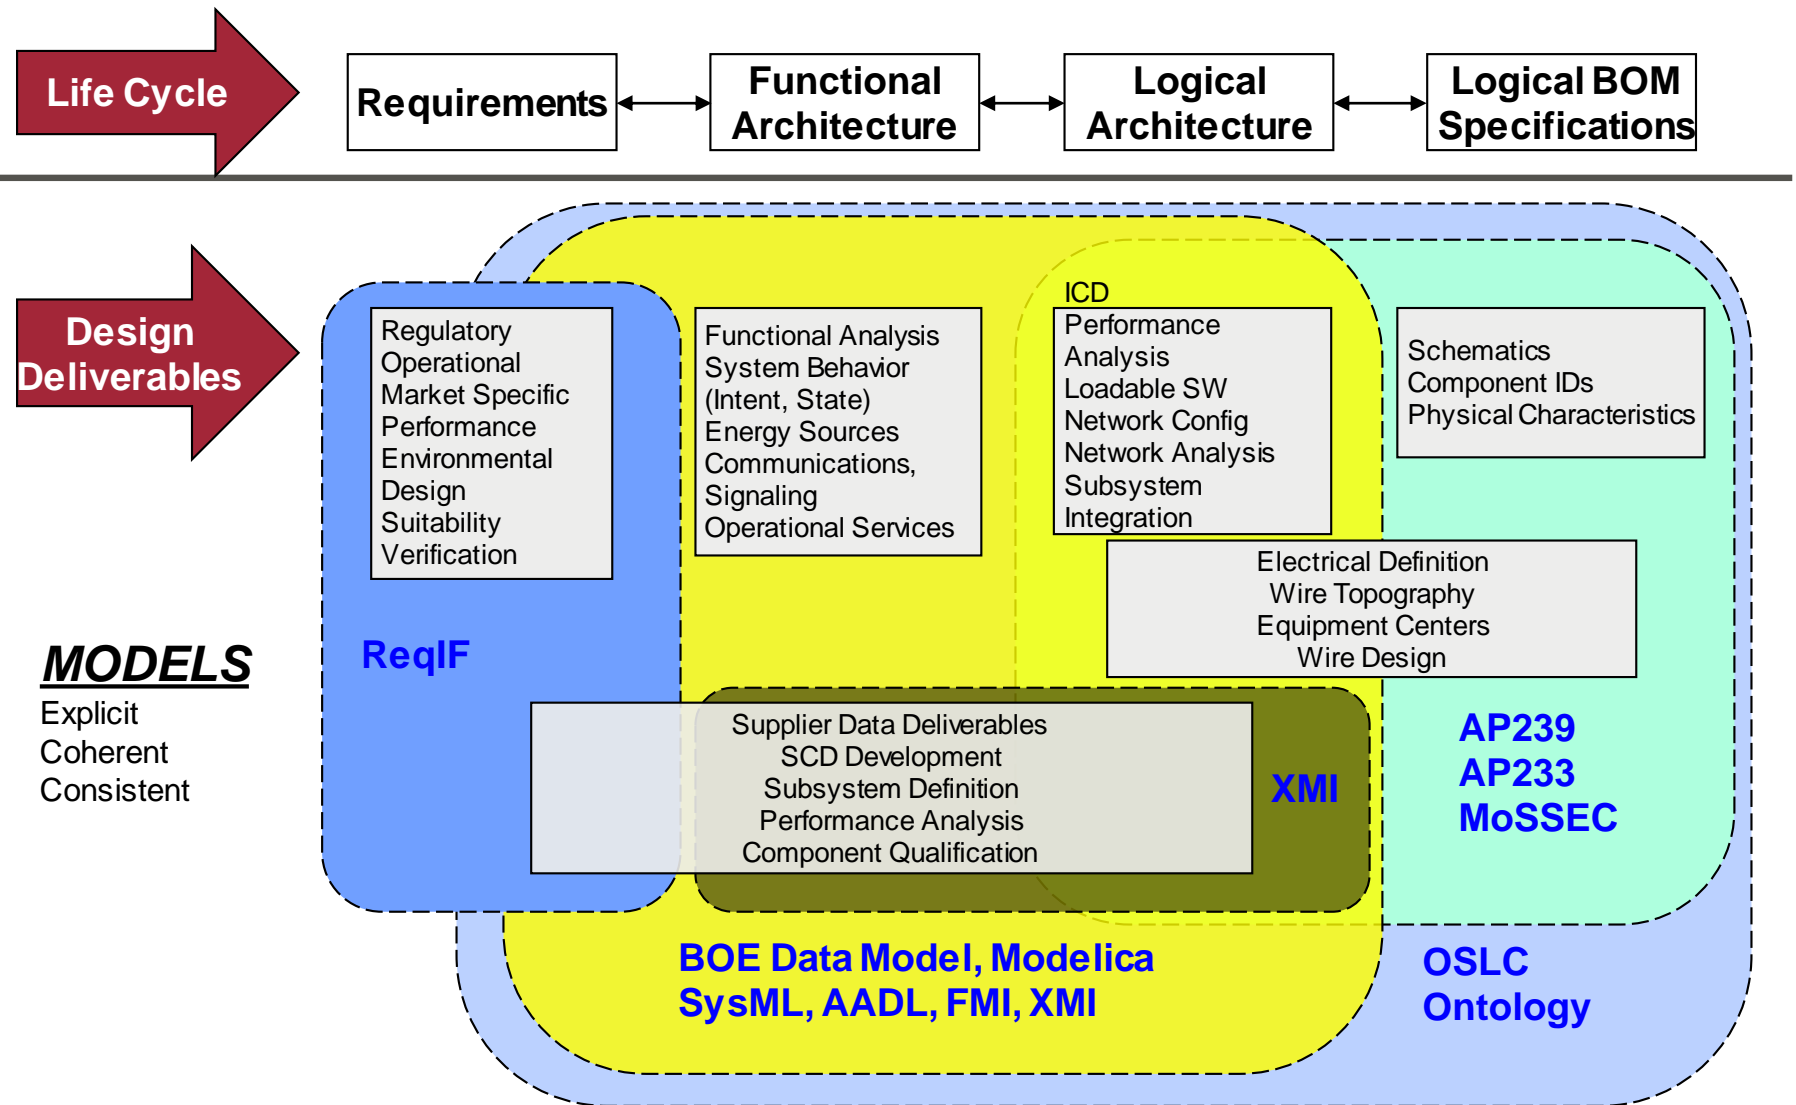 Life Cycle
Requirements
Functional
Architecture
Logical
Architecture
Logical BOM
Specifications
Design
Deliverables
Regulatory
Operational
Market Specific
Performance
Environmental
Design
Suitability
Verification
Functional Analysis
System Behavior
(Intent, State)
Energy Sources
Communications,
Signaling
Operational Services
ICD
Performance
Analysis
Loadable SW
Network Config
Network Analysis
Subsystem
Integration
Schematics
Component IDs
Physical Characteristics
Electrical Definition
Wire Topography
Equipment Centers
Wire Design
MODELS
Explicit
Coherent
Consistent
ReqIF
Supplier Data Deliverables
SCD Development
Subsystem Definition
Performance Analysis
Component Qualification
XMI
AP239
AP233
MoSSEC
BOE Data Model, Modelica
SysML, AADL, FMI, XMI
OSLC
Ontology